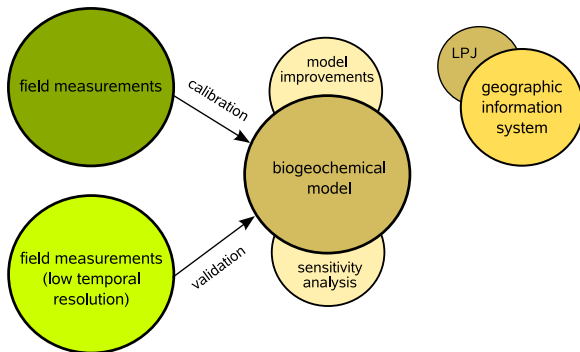 field measurements
calibration
model
improvements
LPJ
geographic
information
system
biogeochemical
model
field measurements
(low temporal
resolution)
validation
sensitivity
analysis